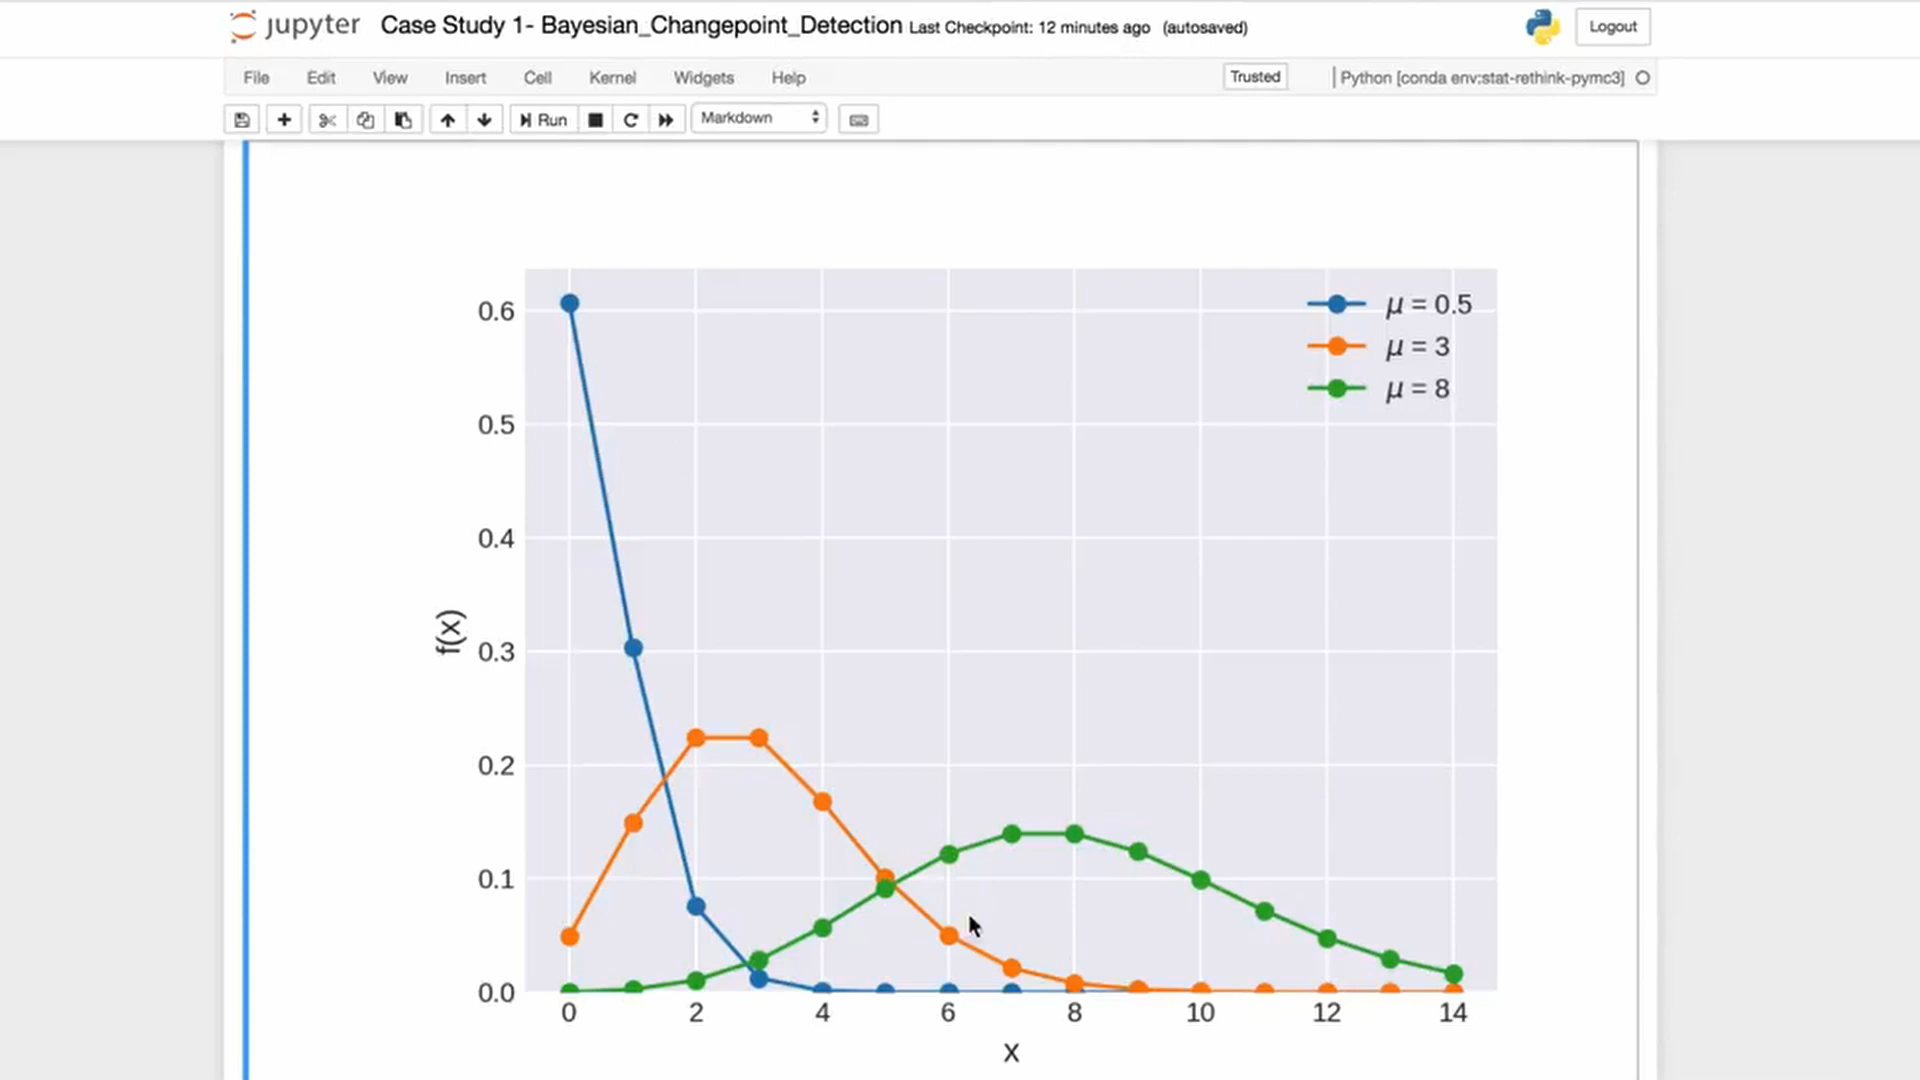 jupyter Case Study 1- Bayesian_Changepoint_Detection Last Checkpoint: 12 minutes ago (autosaved) Logout
File Edit View Insert Cell Kernel Widgets Help Trusted Python [conda env:stat-rethink-pymc3]
Run Markdown
μ = 0.5
μ = 3
μ = 8
0.6
0.5
0.4
0.3
0.2
0.1
0.0
f(x)
0 2 4 6 8 10 12 14
x